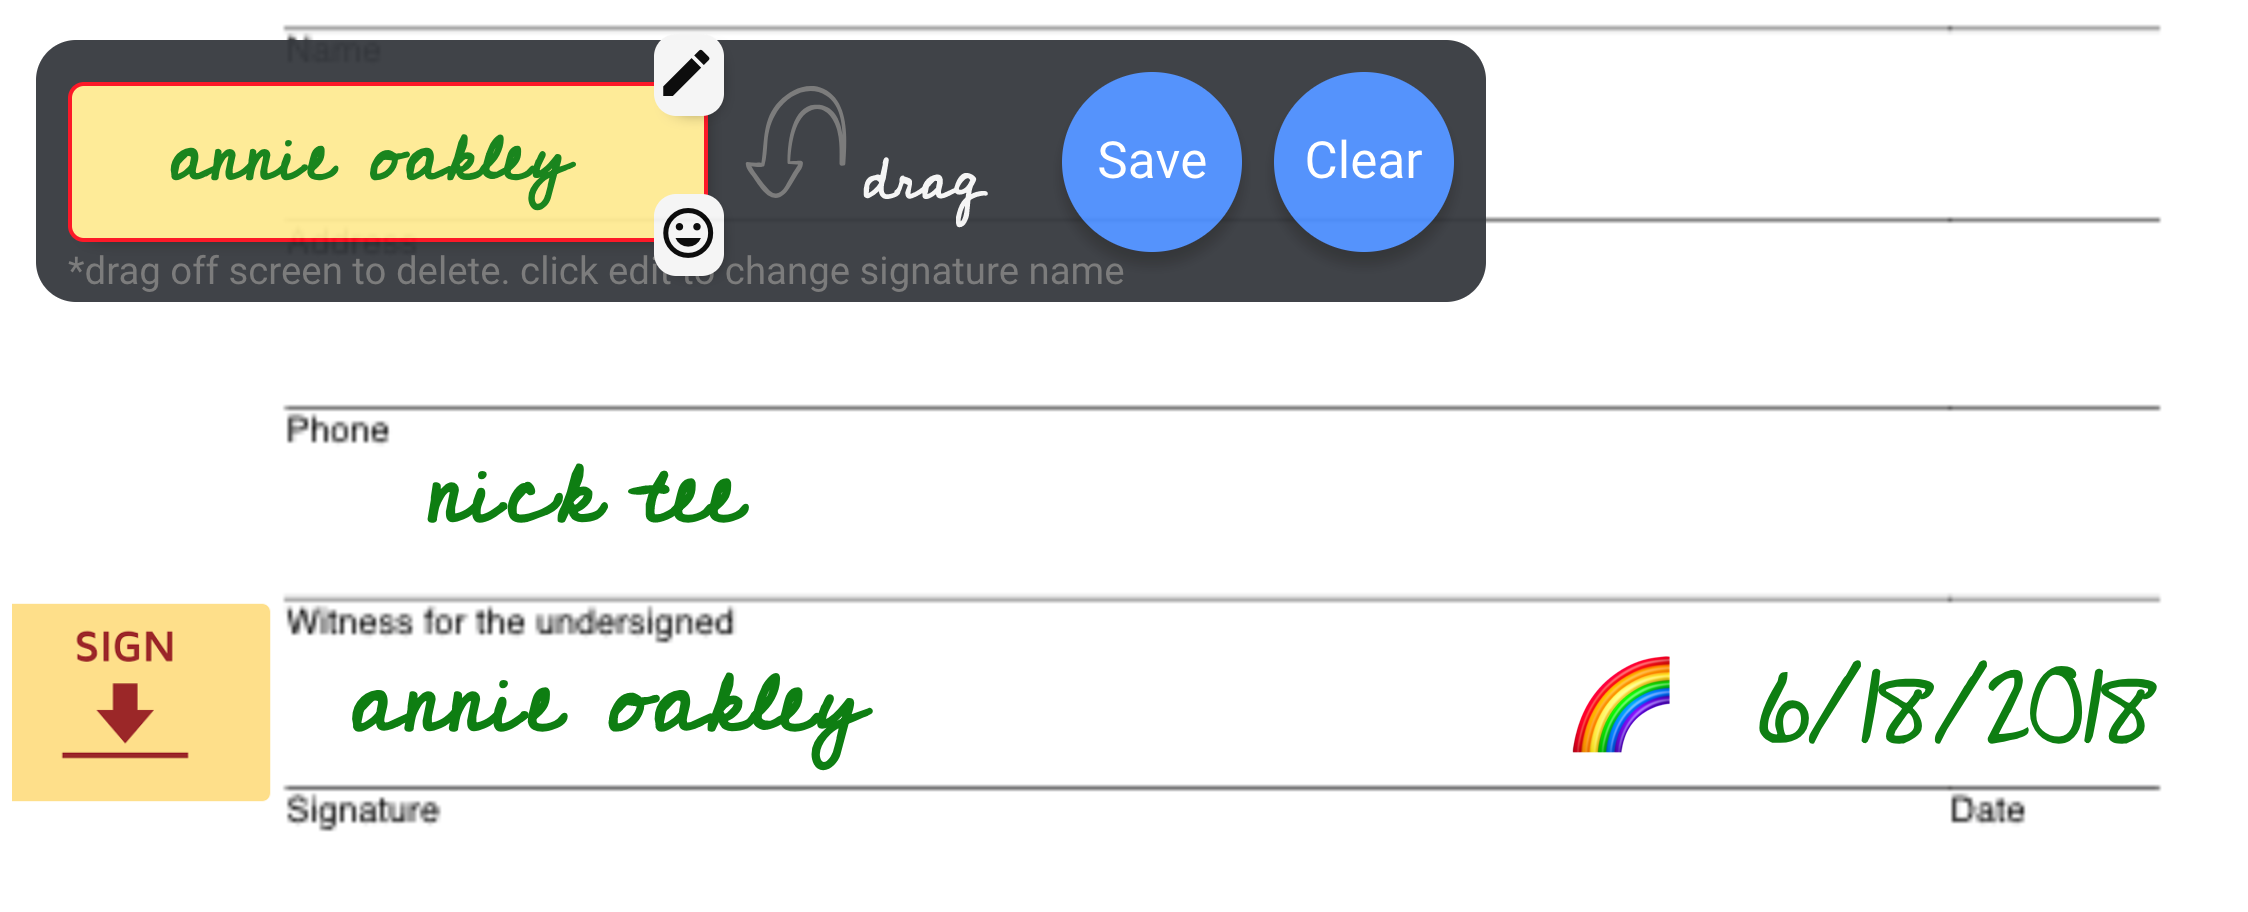 Name
annie oakley
drag
Save
Clear
Address
*drag off screen to delete. click edit to change signature name
Phone
nick tee
Witness for the undersigned
SIGN
annie oakley 6/18/2018
Signature Date